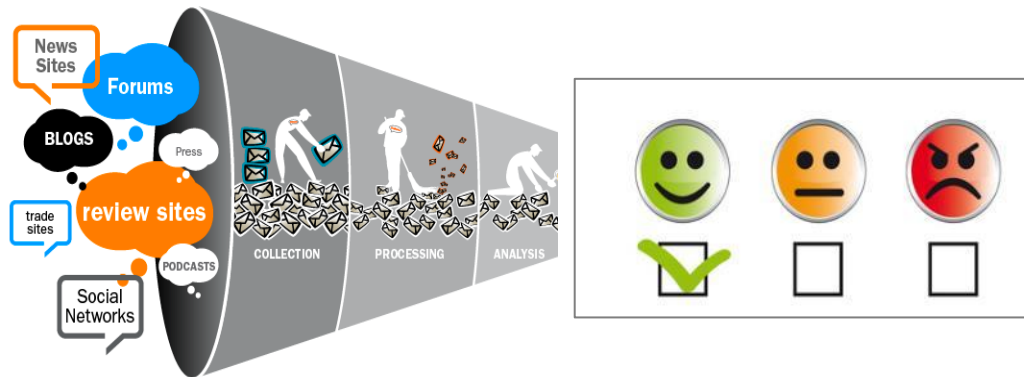 News
Sites
Forums
BLOGS
Press
review sites
trade
sites
PODCASTS
Social
Networks
COLLECTION
PROCESSING
ANALYSIS